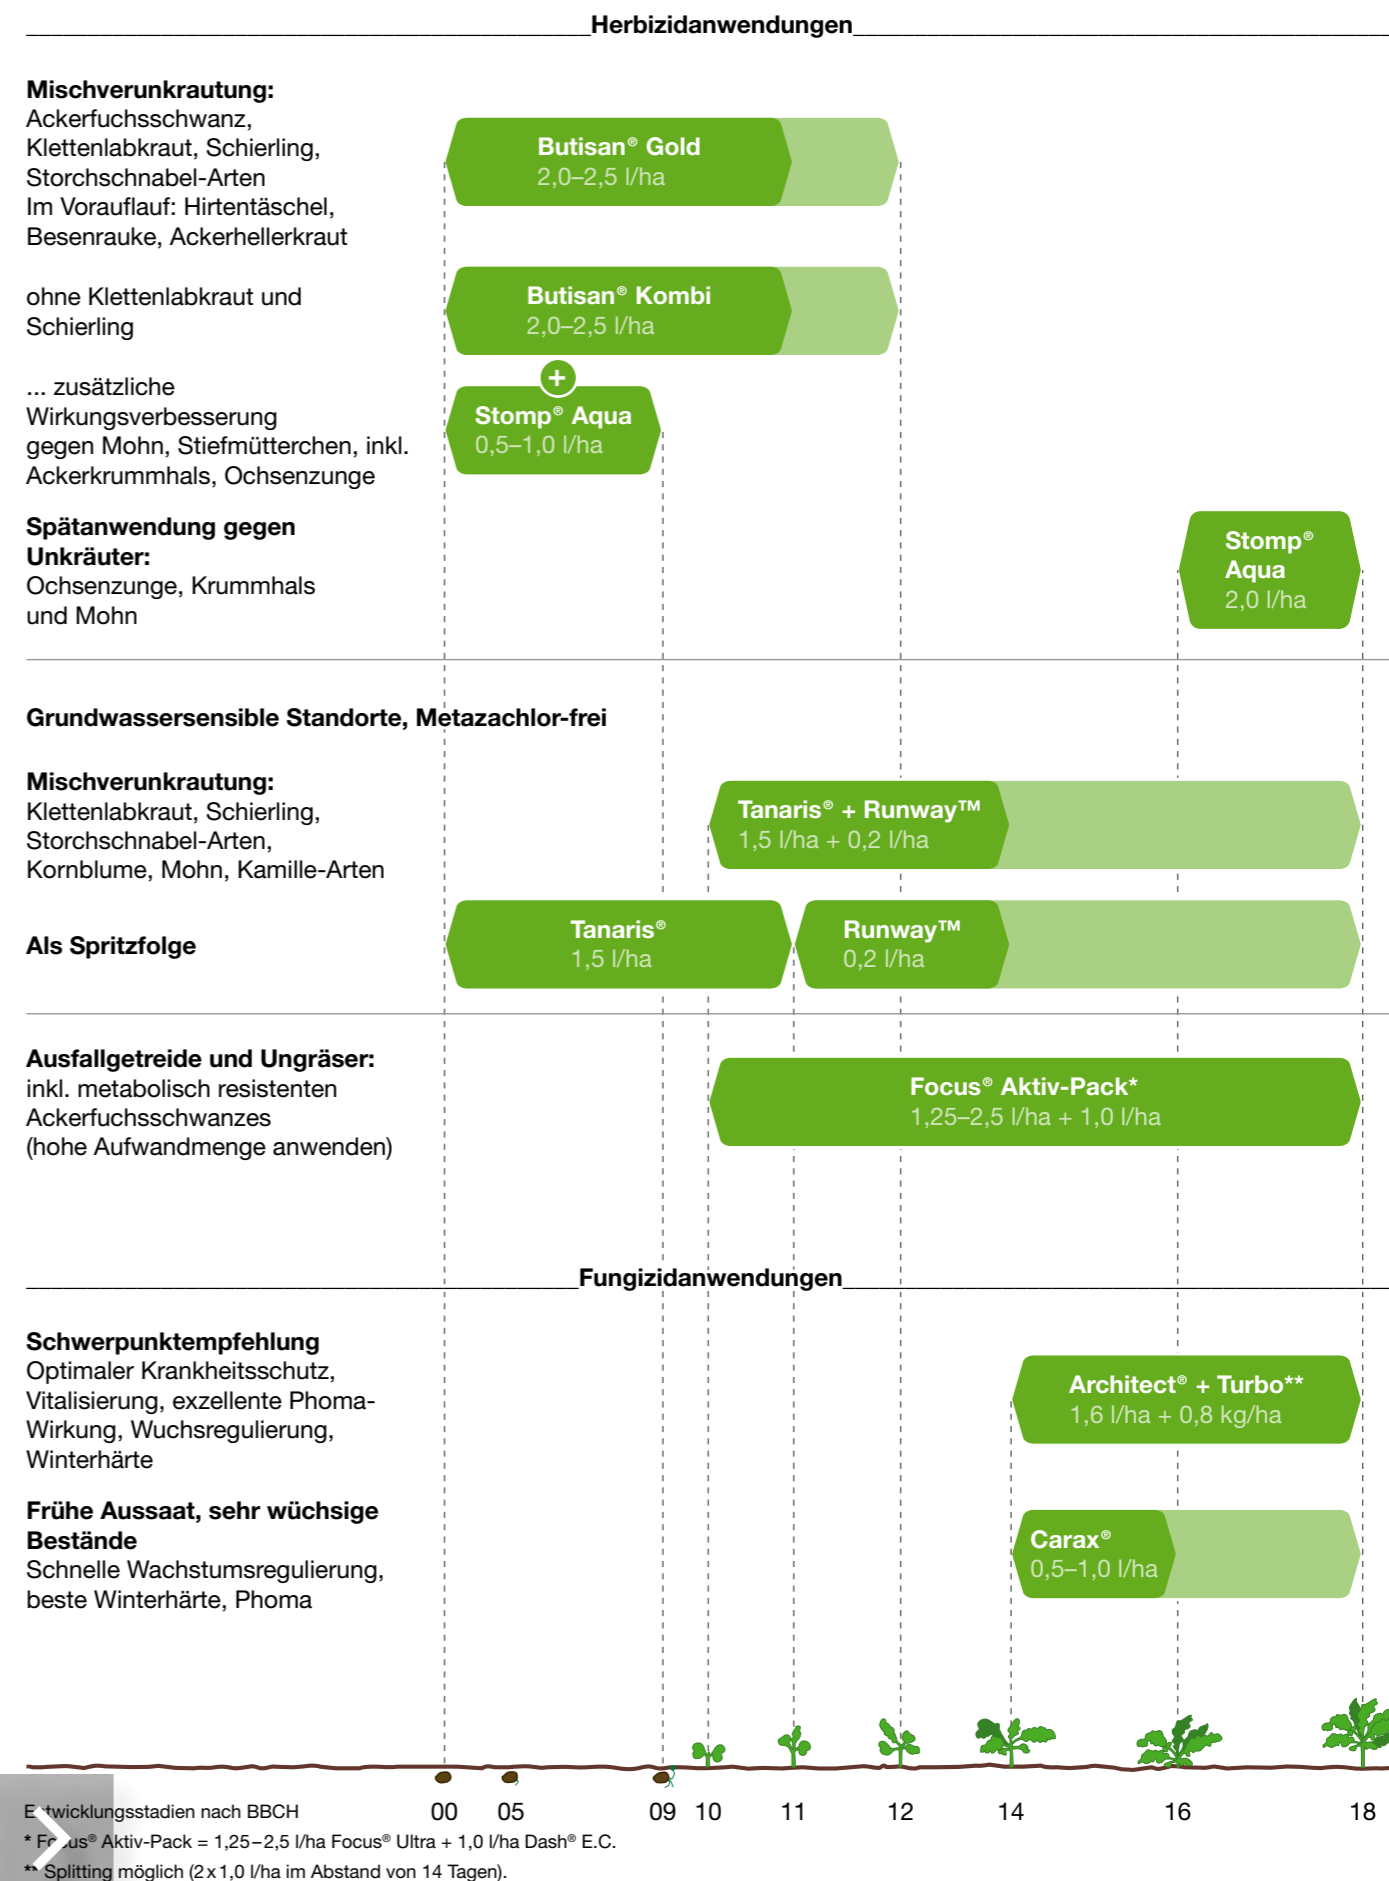 Herbizidanwendungen
Mischverunkrautung:
Ackerfuchsschwanz,
Klettenlabkraut, Schierling,
Storchschnabel-Arten
Im Vorauflauf: Hirtentäschel,
Besenrauke, Ackerhellerkraut
Butisan® Gold
2,0–2,5 l/ha
ohne Klettenlabkraut und
Schierling
Butisan® Kombi
2,0–2,5 l/ha
+
... zusätzliche
Wirkungsverbesserung
gegen Mohn, Stiefmütterchen, inkl.
Ackerkrummhals, Ochsenzunge
Stomp® Aqua
0,5–1,0 l/ha
Spätanwendung gegen
Unkräuter:
Ochsenzunge, Krummhals
und Mohn
Stomp®
Aqua
2,0 l/ha
Grundwassersensible Standorte, Metazachlor-frei
Mischverunkrautung:
Klettenlabkraut, Schierling,
Storchschnabel-Arten,
Kornblume, Mohn, Kamille-Arten
Tanaris® + Runway™
1,5 l/ha + 0,2 l/ha
Als Spritzfolge
Tanaris®
1,5 l/ha
Runway™
0,2 l/ha
Ausfallgetreide und Ungräser:
inkl. metabolisch resistenten
Ackerfuchsschwanzes
(hohe Aufwandmenge anwenden)
Focus® Aktiv-Pack*
1,25–2,5 l/ha + 1,0 l/ha
Fungizidanwendungen
Schwerpunktempfehlung
Optimaler Krankheitsschutz,
Vitalisierung, exzellente Phoma-
Wirkung, Wuchsregulierung,
Winterhärte
Architect® + Turbo**
1,6 l/ha + 0,8 kg/ha
Frühe Aussaat, sehr wüchsige
Bestände
Schnelle Wachstumsregulierung,
beste Winterhärte, Phoma
Carax®
0,5–1,0 l/ha
Entwicklungsstadien nach BBCH 00 05 09 10 11 12 14 16 18
* Focus® Aktiv-Pack = 1,25–2,5 l/ha Focus® Ultra + 1,0 l/ha Dash® E.C.
** Splitting möglich (2 x 1,0 l/ha im Abstand von 14 Tagen).